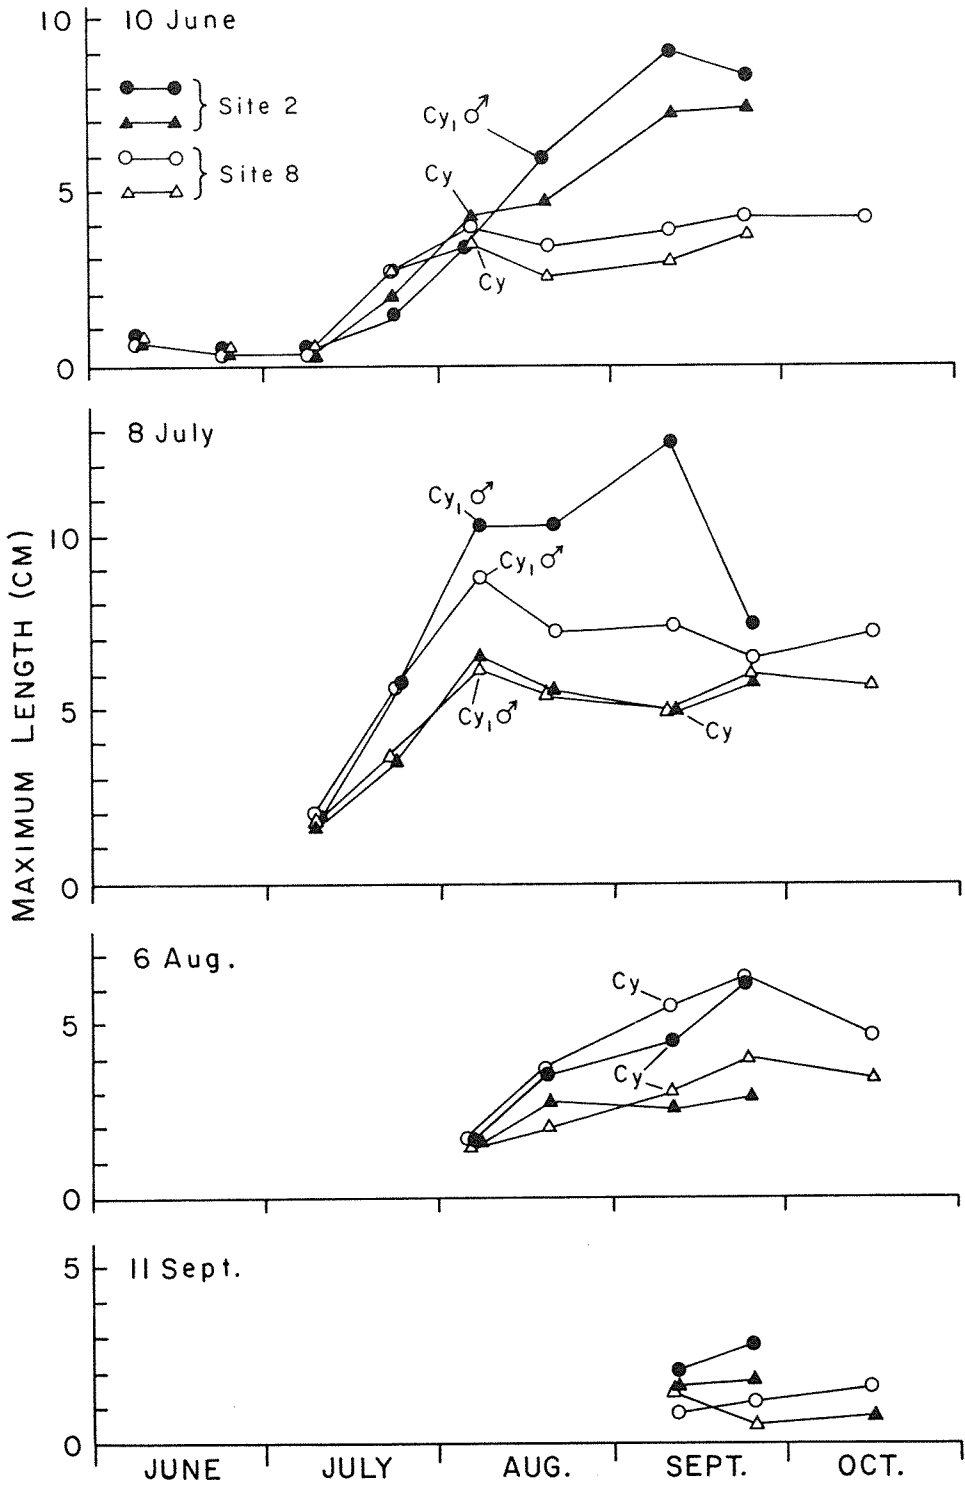 10 June
10
Site 2
Cy₁ ♂
Site 8
Cy
5
Cy
0
8 July
Cy₁ ♂
10
Cy₁ ♂
5
Cy₁ ♂
Cy
0
MAXIMUM LENGTH (CM)
6 Aug.
Cy
5
Cy
0
5
11 Sept.
0
JUNE JULY AUG. SEPT. OCT.